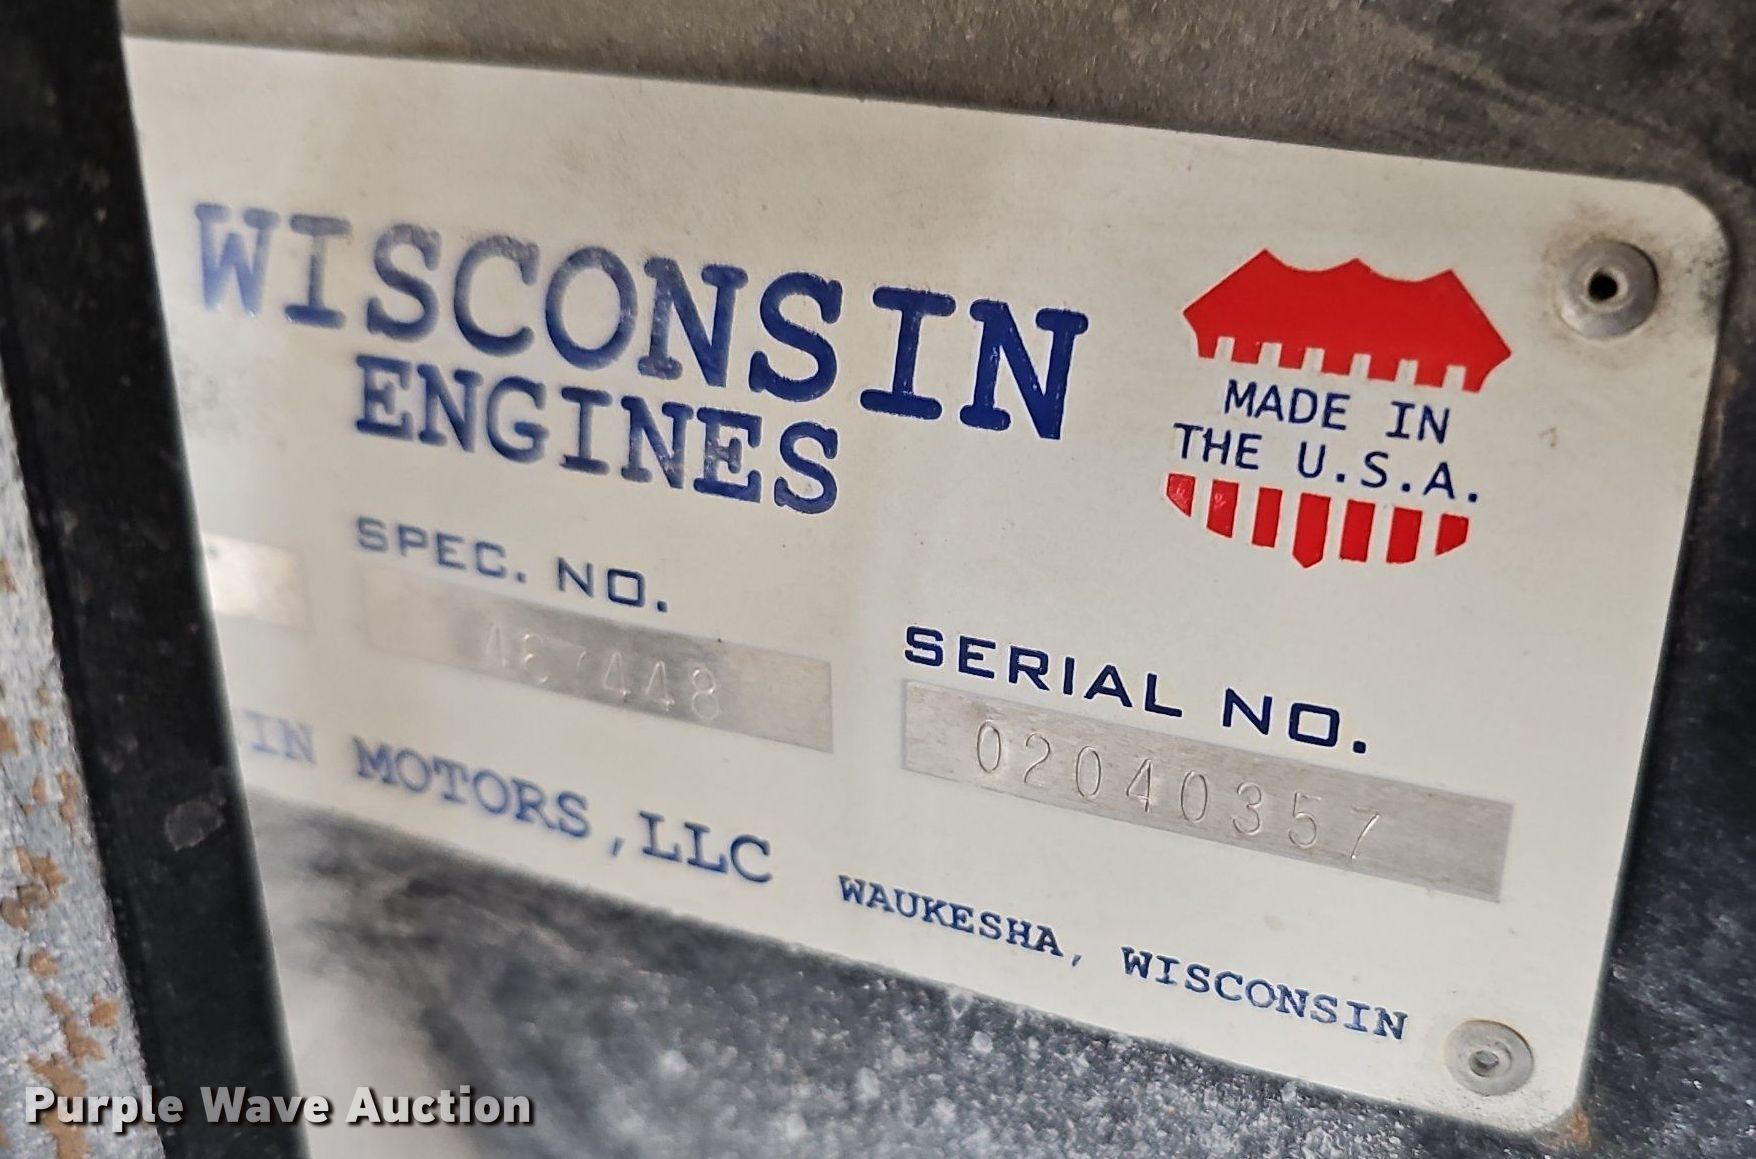 WISCONSIN
ENGINES
MADE IN
THE U.S.A.
SPEC. NO.
SERIAL NO.
02040357
MOTORS, LLC
WAUKESHA, WISCONSIN
Purple Wave Auction